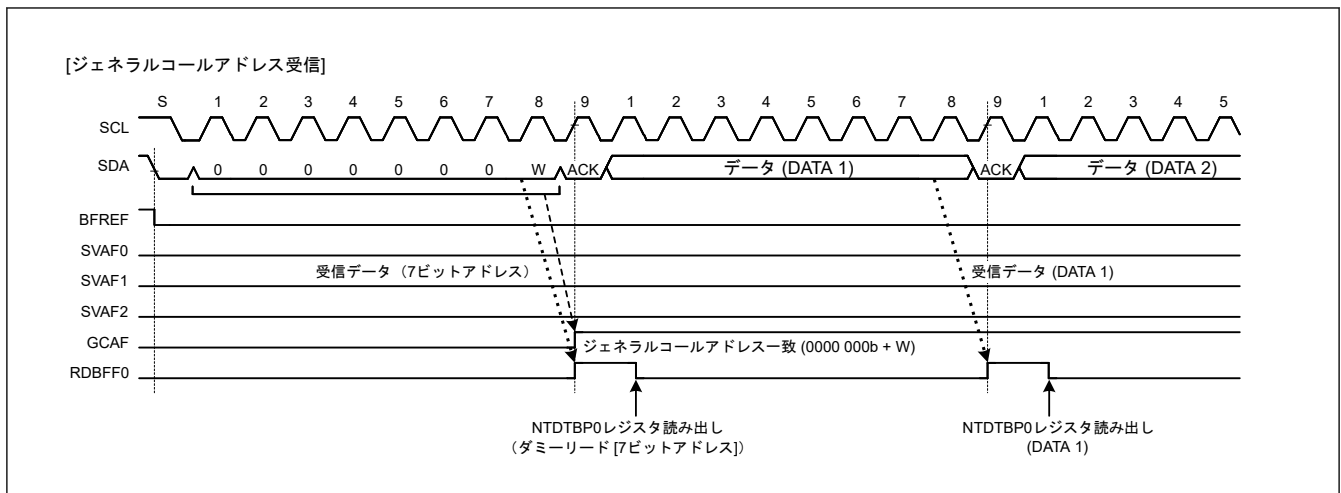 [ジェネラルコールアドレス受信]
S 1 2 3 4 5 6 7 8 9 1 2 3 4 5 6 7 8 9 1 2 3 4 5
SCL
SDA 0 0 0 0 0 0 0 W ACK データ (DATA 1) ACK データ (DATA 2)
BFREF
SVAF0
受信データ（7ビットアドレス） 受信データ (DATA 1)
SVAF1
SVAF2
GCAF ジェネラルコールアドレス一致 (0000 000b + W)
RDBFF0
NTDTBP0レジスタ読み出し NTDTBP0レジスタ読み出し
（ダミーリード [7ビットアドレス]） (DATA 1)